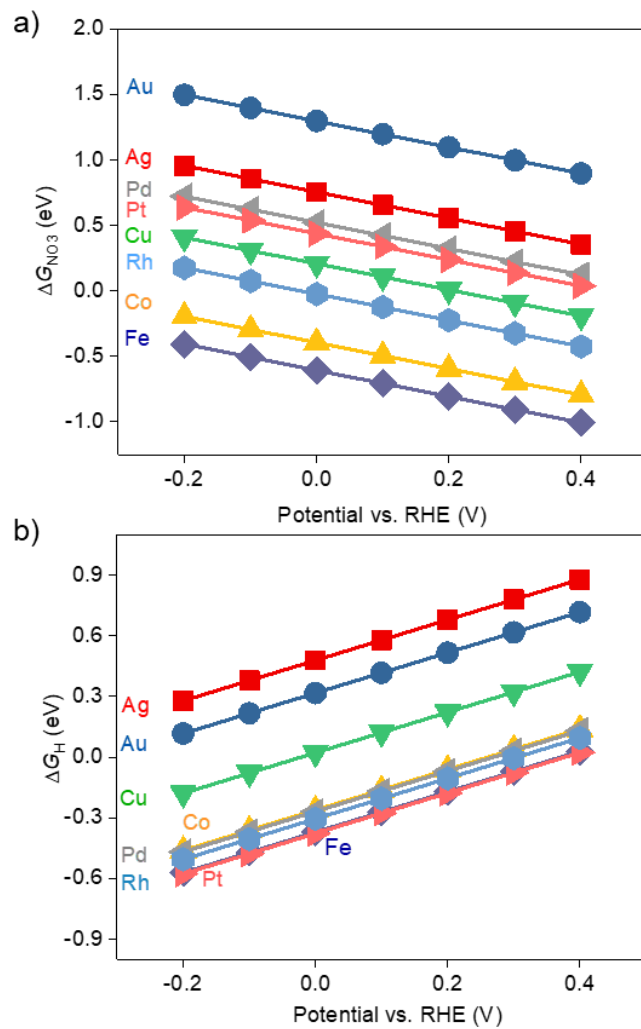 a)
2.0
1.5
1.0
0.5
0.0
-0.5
-1.0
ΔG_NO3 (eV)
Au
Ag
Pd
Pt
Cu
Rh
Co
Fe
-0.2 0.0 0.2 0.4
Potential vs. RHE (V)
b)
0.9
0.6
0.3
0.0
-0.3
-0.6
-0.9
ΔG_H (eV)
Ag
Au
Cu
Co
Pd
Fe
Rh
Pt
-0.2 0.0 0.2 0.4
Potential vs. RHE (V)